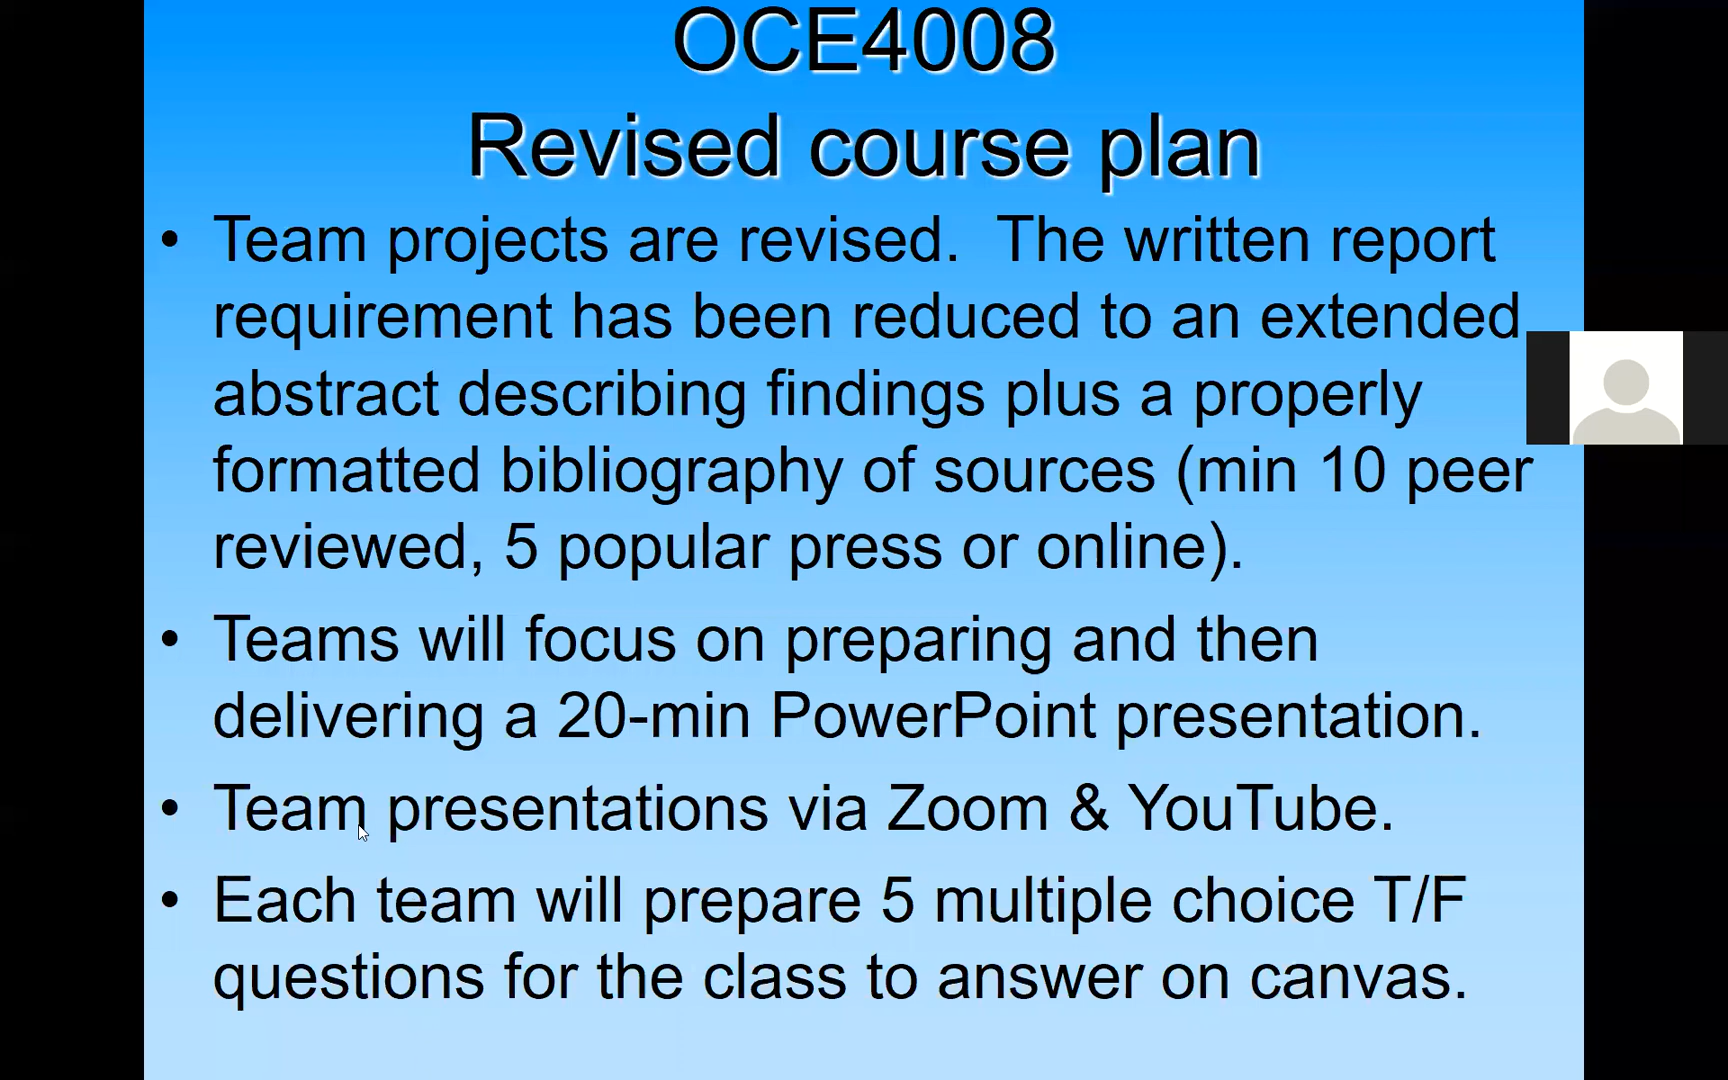 OCE4008
Revised course plan
• Team projects are revised.  The written report
requirement has been reduced to an extended
abstract describing findings plus a properly
formatted bibliography of sources (min 10 peer
reviewed, 5 popular press or online).
• Teams will focus on preparing and then
delivering a 20-min PowerPoint presentation.
• Team presentations via Zoom & YouTube.
• Each team will prepare 5 multiple choice T/F
questions for the class to answer on canvas.